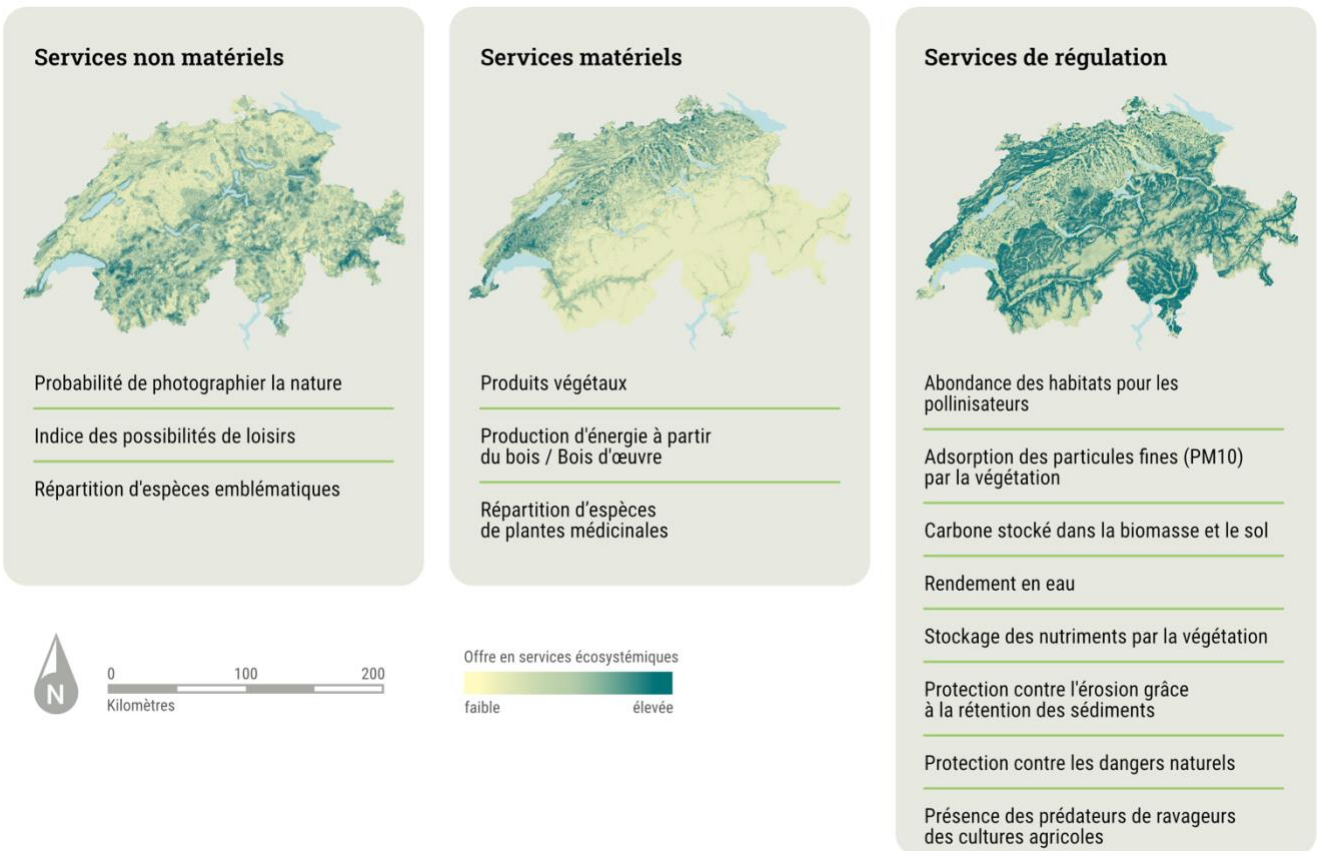 Services non matériels
Probabilité de photographier la nature
Indice des possibilités de loisirs
Répartition d'espèces emblématiques
Services matériels
Produits végétaux
Production d'énergie à partir
du bois / Bois d'œuvre
Répartition d'espèces
de plantes médicinales
Services de régulation
Abondance des habitats pour les
pollinisateurs
Adsorption des particules fines (PM10)
par la végétation
Carbone stocké dans la biomasse et le sol
Rendement en eau
Stockage des nutriments par la végétation
Protection contre l'érosion grâce
à la rétention des sédiments
Protection contre les dangers naturels
Présence des prédateurs de ravageurs
des cultures agricoles
N
0 100 200
Kilomètres
Offre en services écosystémiques
faible élevée